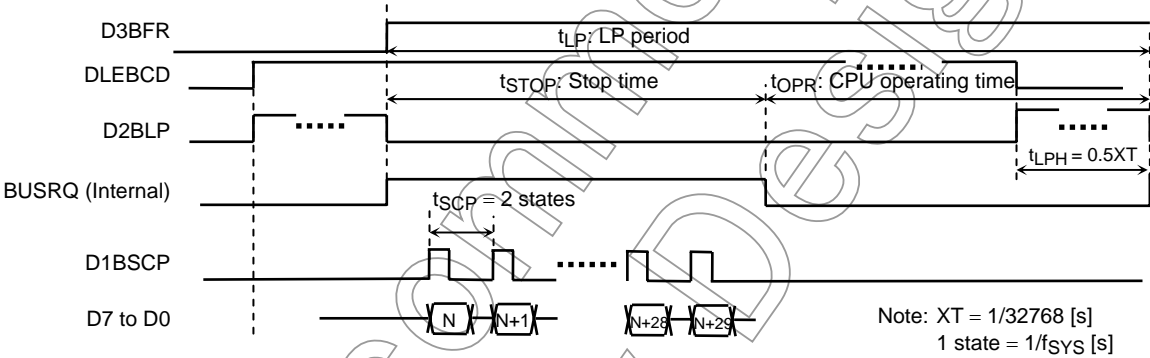 D3BFR
tLP: LP period
DLEBCD
tSTOP: Stop time
tOPR: CPU operating time
D2BLP
tLPH = 0.5XT
BUSRQ (Internal)
tSCP = 2 states
D1BSCP
D7 to D0
N
N+1
N+28
N+29
Note: XT = 1/32768 [s]
1 state = 1/fSYS [s]